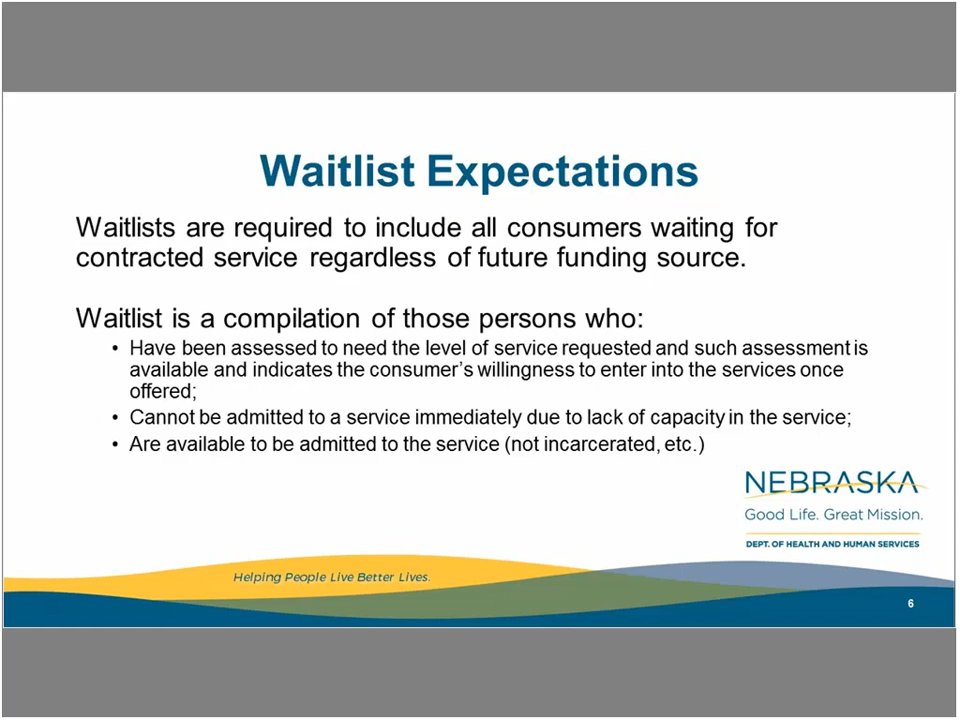 Waitlist Expectations
Waitlists are required to include all consumers waiting for
contracted service regardless of future funding source.
Waitlist is a compilation of those persons who:
• Have been assessed to need the level of service requested and such assessment is
available and indicates the consumer's willingness to enter into the services once
offered;
• Cannot be admitted to a service immediately due to lack of capacity in the service;
• Are available to be admitted to the service (not incarcerated, etc.)
NEBRASKA
Good Life. Great Mission.
DEPT. OF HEALTH AND HUMAN SERVICES
Helping People Live Better Lives.
6